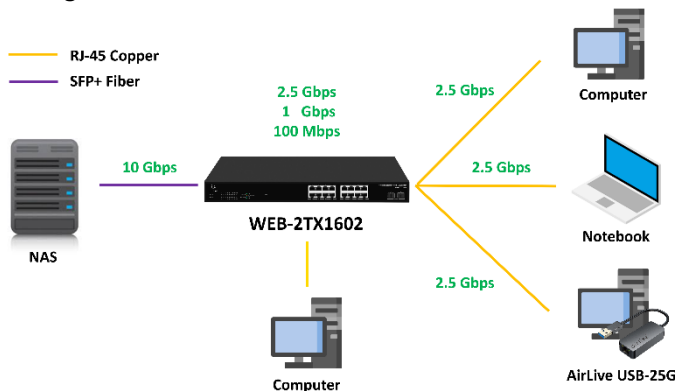 RJ-45 Copper
SFP+ Fiber
2.5 Gbps
1 Gbps
100 Mbps
2.5 Gbps
Computer
10 Gbps
2.5 Gbps
WEB-2TX1602
NAS
Notebook
2.5 Gbps
Computer
AirLive USB-25G